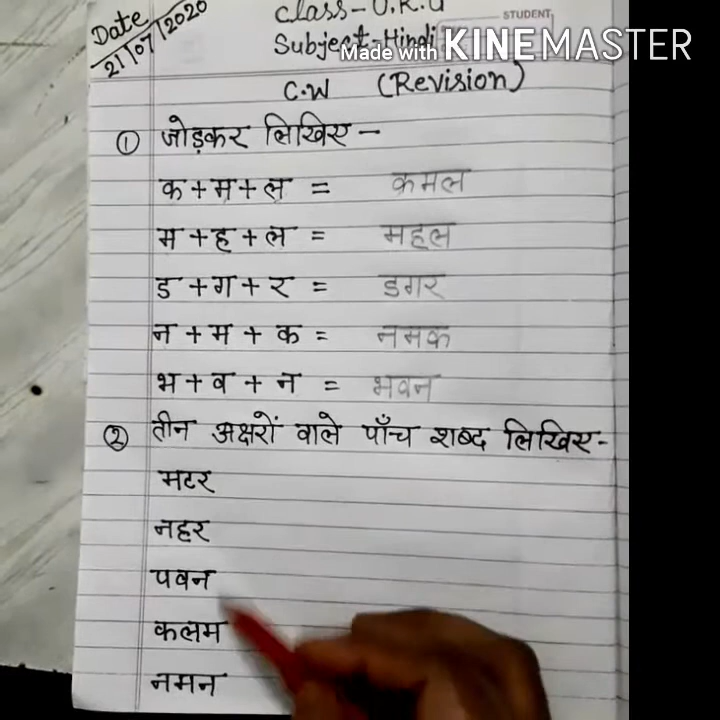 Date 21/07/2020
Class - U.K.G
STUDENT
Subject - Hindi
Made with KINEMASTER
C.W (Revision)
① जोड़कर लिखिए -
क + म + ल = कमल
म + ह + ल = महल
ड + ग + र = डगर
न + म + क = नमक
भ + व + न = भवन
② तीन अक्षरों वाले पाँच शब्द लिखिए -
मटर
नहर
पवन
कलम
नमन